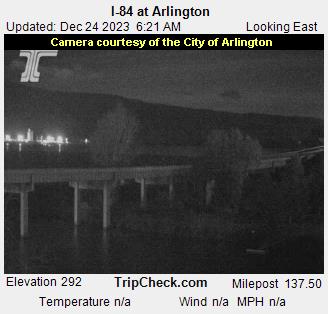 I-84 at Arlington
Updated: Dec 24 2023 6:21 AM Looking East
Camera courtesy of the City of Arlington
Elevation 292 TripCheck.com Milepost 137.50
Temperature n/a Wind n/a MPH n/a